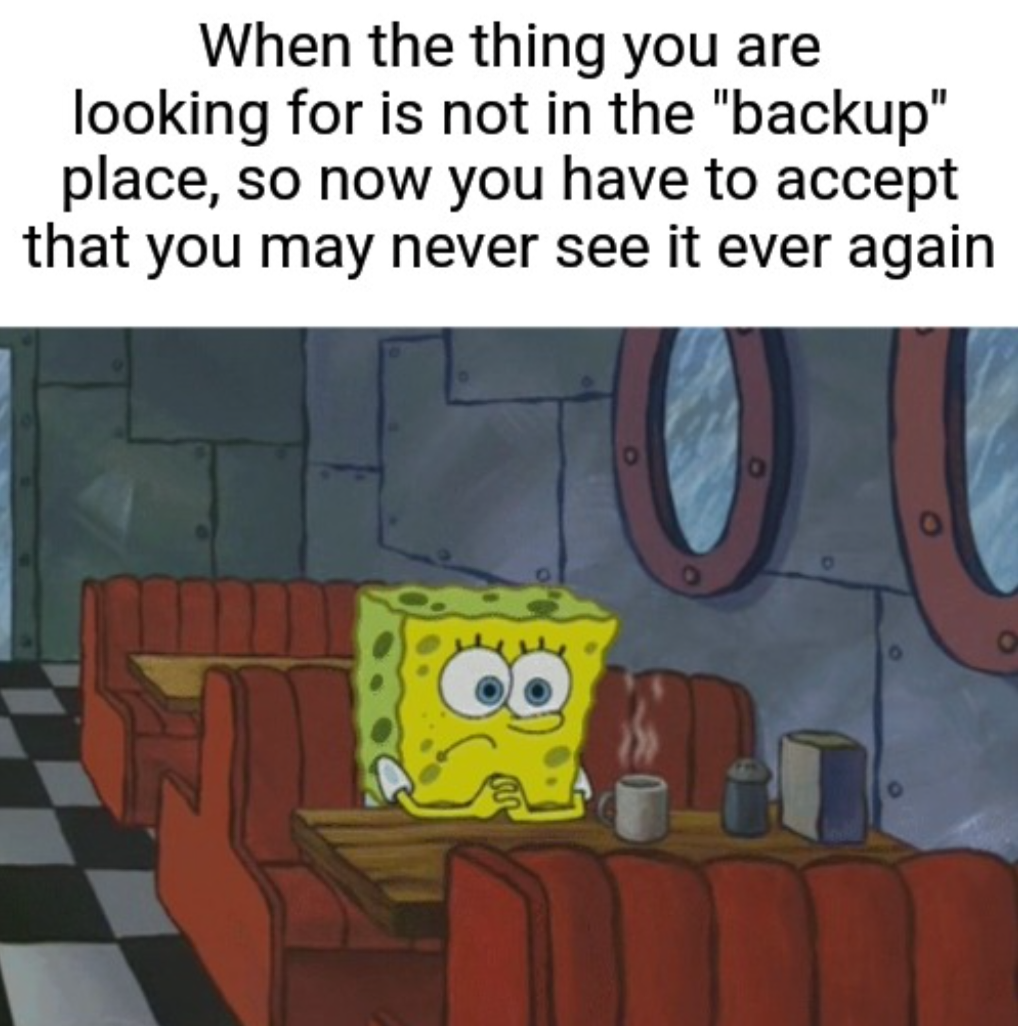 When the thing you are
looking for is not in the "backup"
place, so now you have to accept
that you may never see it ever again